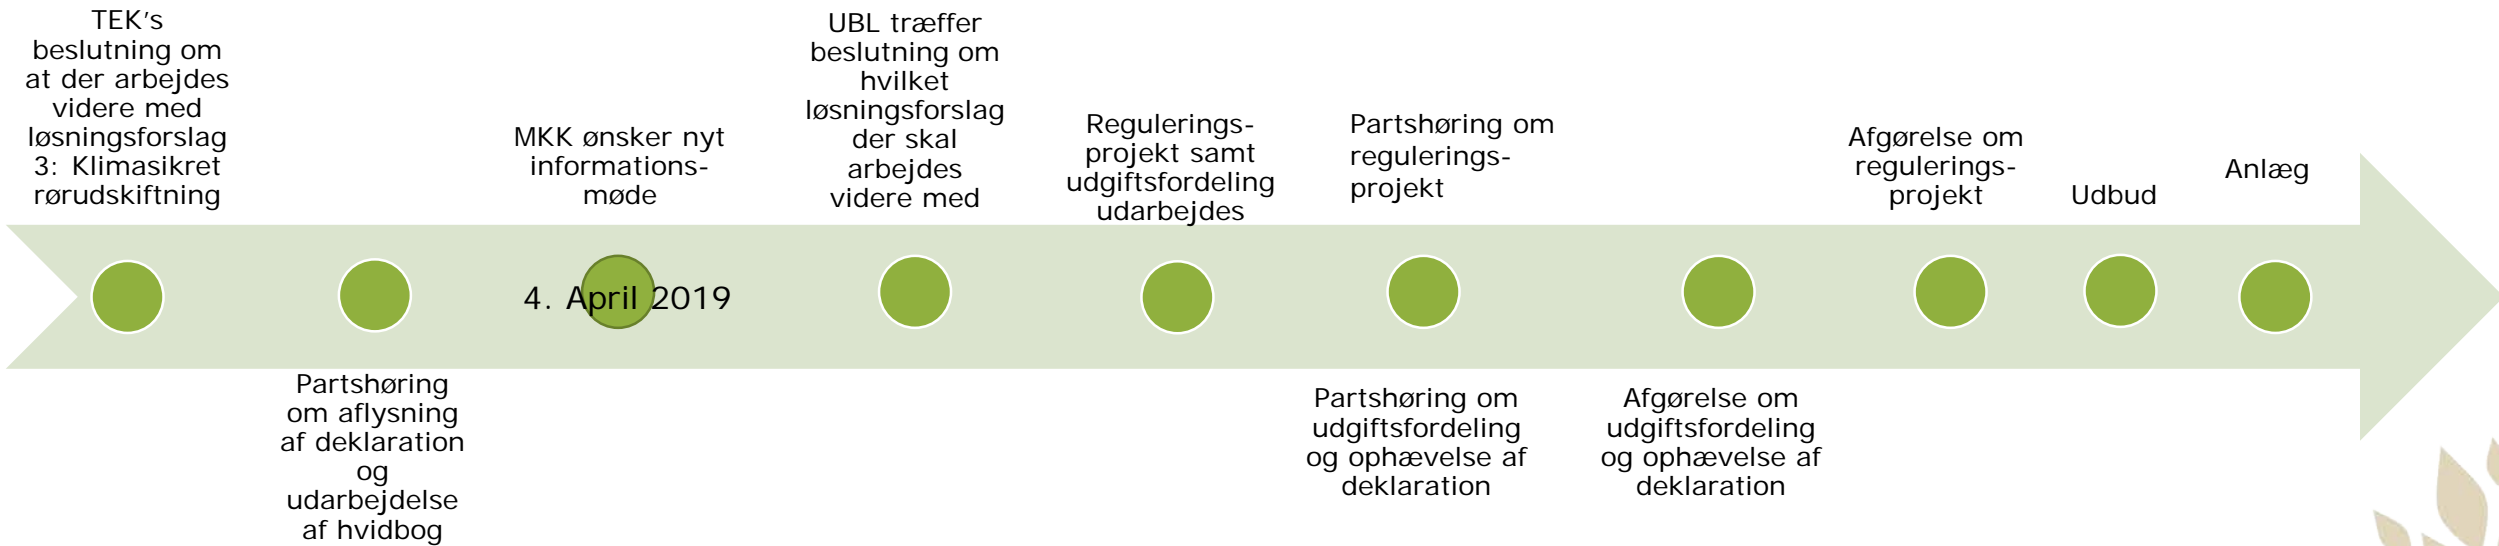 TEK's
beslutning om
at der arbejdes
videre med
løsningsforslag
3: Klimasikret
rørudskiftning
Partshøring
om aflysning
af deklaration
og
udarbejdelse
af hvidbog
MKK ønsker nyt
informations-
møde
4. April 2019
UBL træffer
beslutning om
hvilket
løsningsforslag
der skal
arbejdes
videre med
Regulerings-
projekt samt
udgiftsfordeling
udarbejdes
Partshøring om
regulerings-
projekt
Partshøring om
udgiftsfordeling
og ophævelse af
deklaration
Afgørelse om
udgiftsfordeling
og ophævelse af
deklaration
Afgørelse om
regulerings-
projekt
Udbud
Anlæg